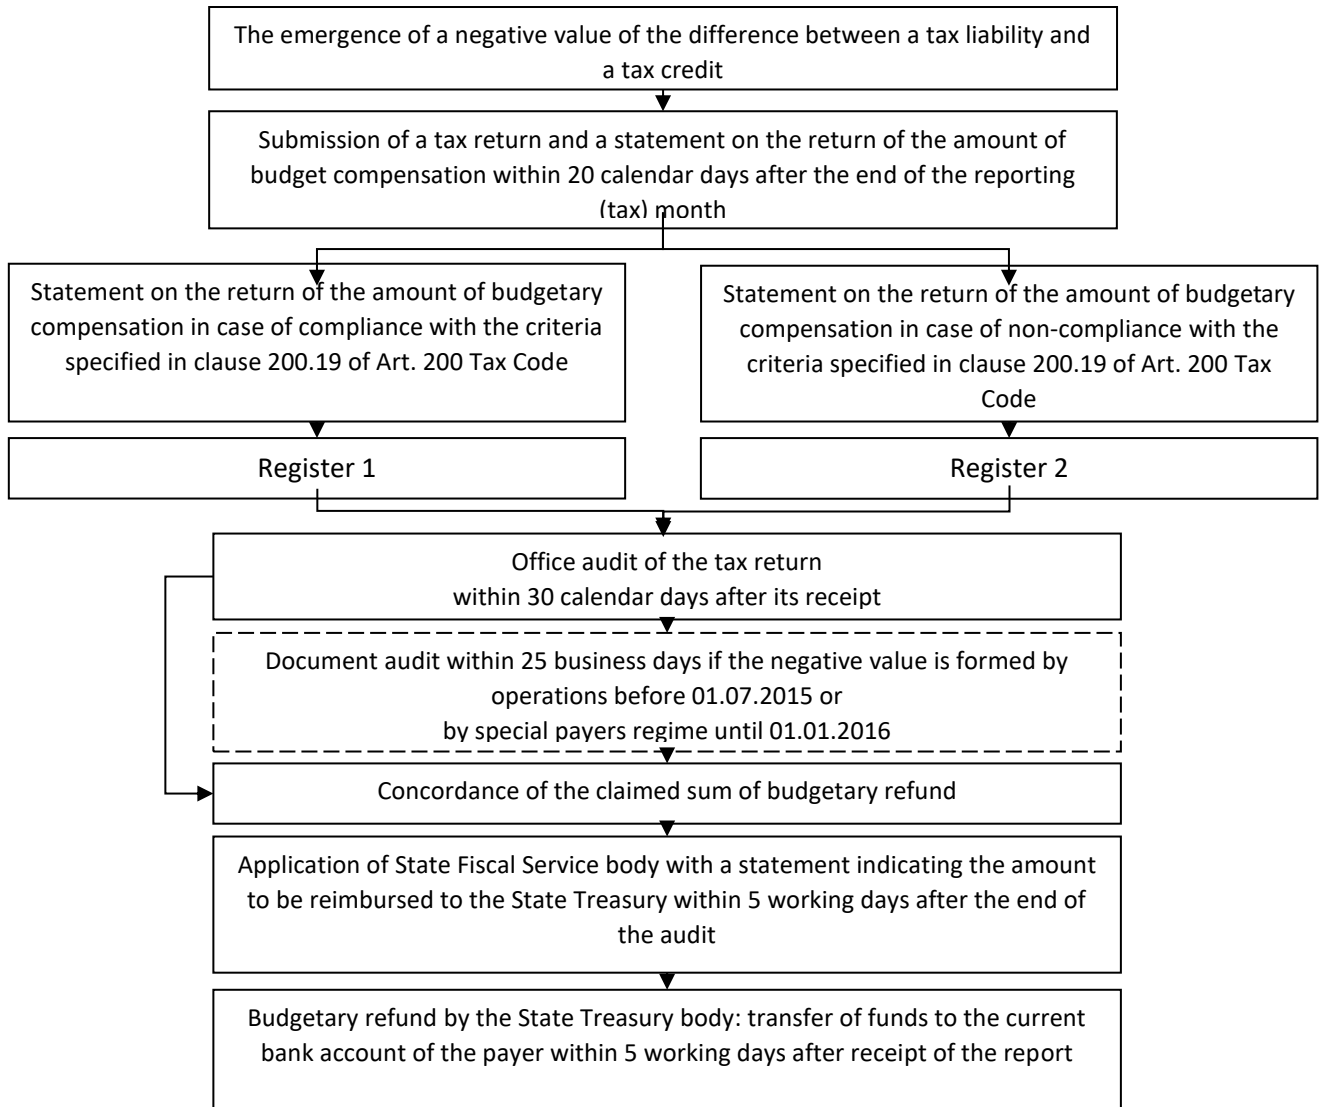 The emergence of a negative value of the difference between a tax liability and
a tax credit
Submission of a tax return and a statement on the return of the amount of
budget compensation within 20 calendar days after the end of the reporting
(tax) month
Statement on the return of the amount of budgetary
compensation in case of compliance with the criteria
specified in clause 200.19 of Art. 200 Tax Code
Statement on the return of the amount of budgetary
compensation in case of non-compliance with the
criteria specified in clause 200.19 of Art. 200 Tax
Code
Register 1
Register 2
Office audit of the tax return
within 30 calendar days after its receipt
Document audit within 25 business days if the negative value is formed by
operations before 01.07.2015 or
by special payers regime until 01.01.2016
Concordance of the claimed sum of budgetary refund
Application of State Fiscal Service body with a statement indicating the amount
to be reimbursed to the State Treasury within 5 working days after the end of
the audit
Budgetary refund by the State Treasury body: transfer of funds to the current
bank account of the payer within 5 working days after receipt of the report